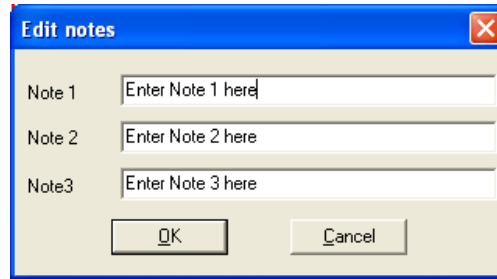 Edit notes
Note 1 Enter Note 1 here
Note 2 Enter Note 2 here
Note3 Enter Note 3 here
OK Cancel